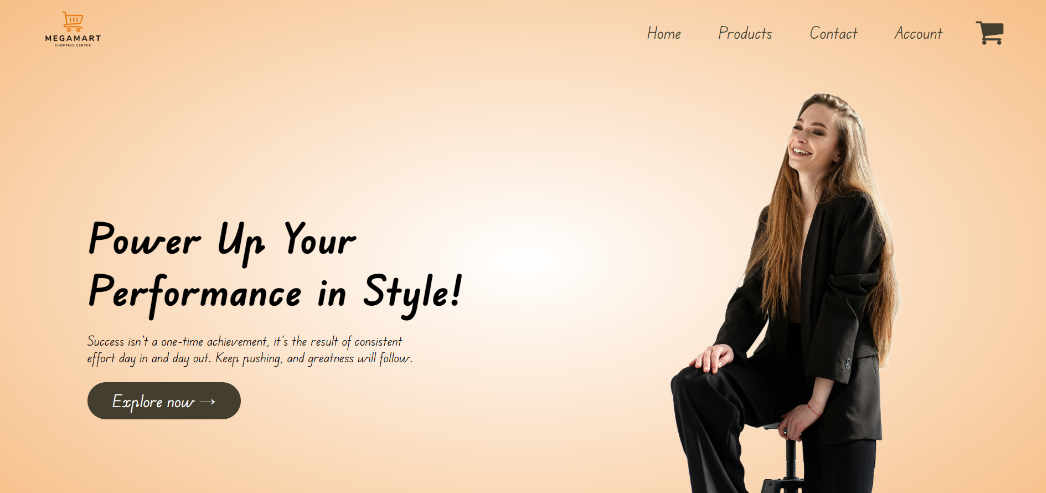 MEGAMART
SHOPPING CENTER
Home Products Contact Account
Power Up Your
Performance in Style!
Success isn't a one-time achievement, it's the result of consistent
effort day in and day out. Keep pushing, and greatness will follow.
Explore now →